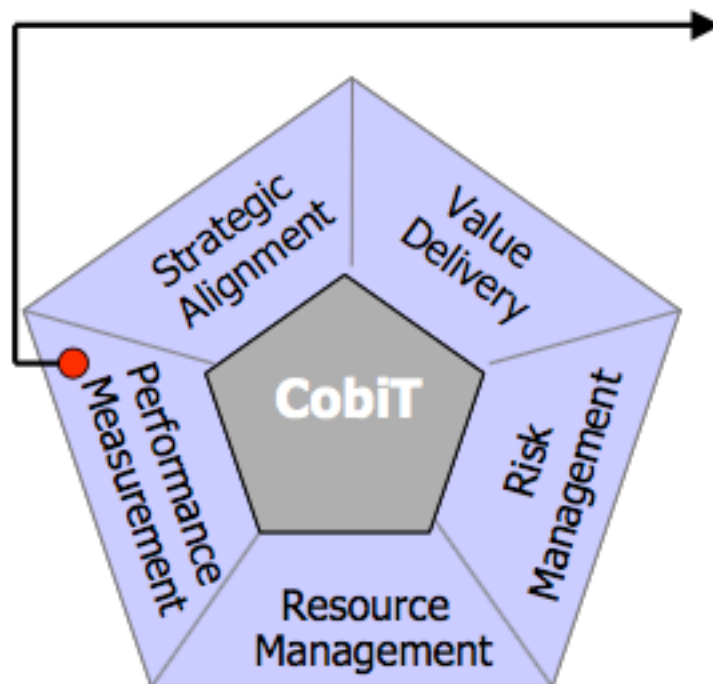 Strategic
Alignment
Value
Delivery
CobiT
Performance
Measurement
Risk
Management
Resource
Management